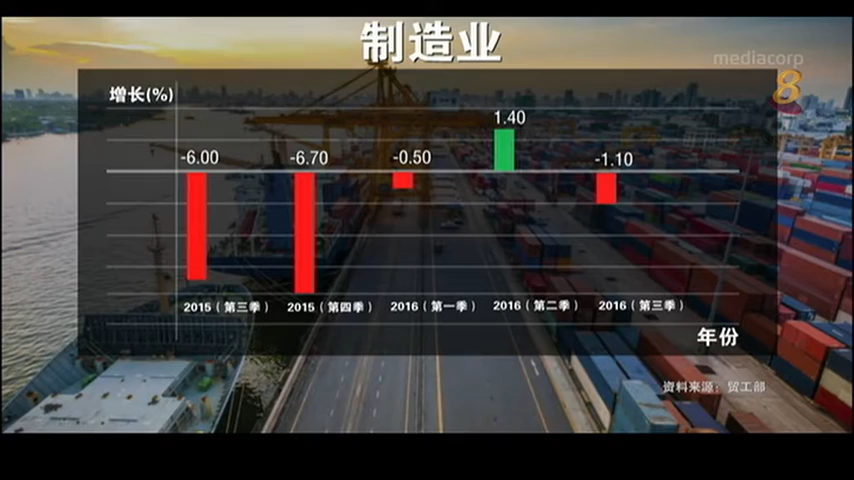 制造业
mediacorp
8
增长(%)
1.40
-6.00 -6.70 -0.50 -1.10
2015（第三季） 2015（第四季） 2016（第一季） 2016（第二季） 2016（第三季）
年份
资料来源：贸工部